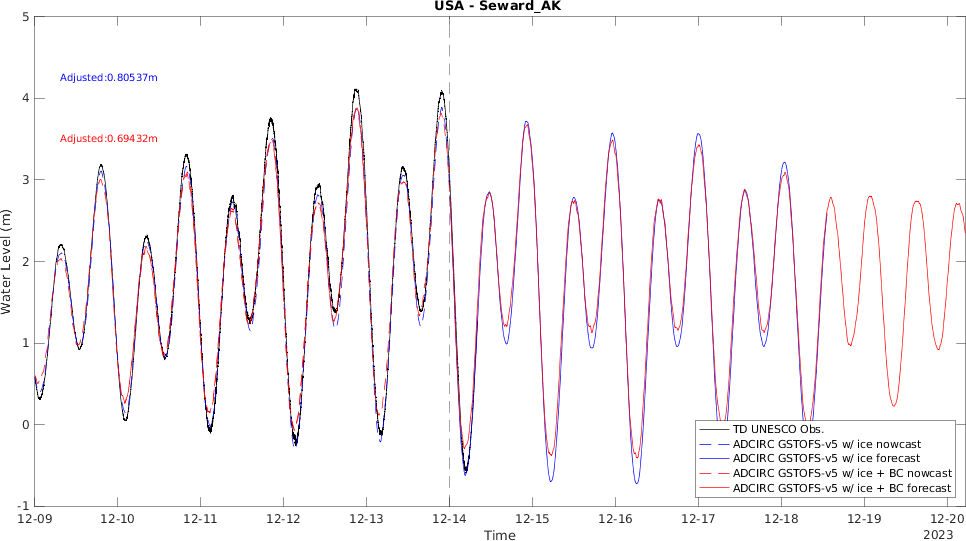 USA - Seward_AK
5
4
3
2
1
0
-1
Water Level (m)
Adjusted:0.80537m
Adjusted:0.69432m
TD UNESCO Obs.
ADCIRC GSTOFS-v5 w/ ice nowcast
ADCIRC GSTOFS-v5 w/ ice forecast
ADCIRC GSTOFS-v5 w/ ice + BC nowcast
ADCIRC GSTOFS-v5 w/ ice + BC forecast
12-09 12-10 12-11 12-12 12-13 12-14 12-15 12-16 12-17 12-18 12-19 12-20
Time
2023